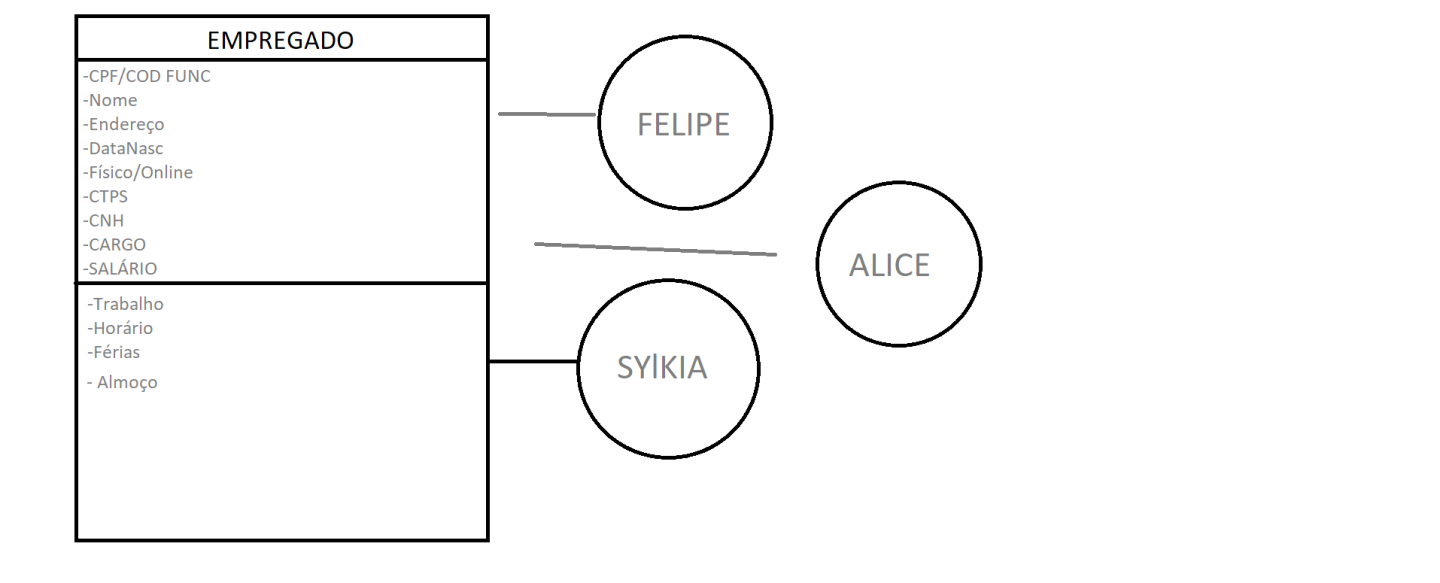 EMPREGADO
-CPF/COD FUNC
-Nome
-Endereço
-DataNasc
-Físico/Online
-CTPS
-CNH
-CARGO
-SALÁRIO
-Trabalho
-Horário
-Férias
- Almoço
FELIPE
ALICE
SYlKIA